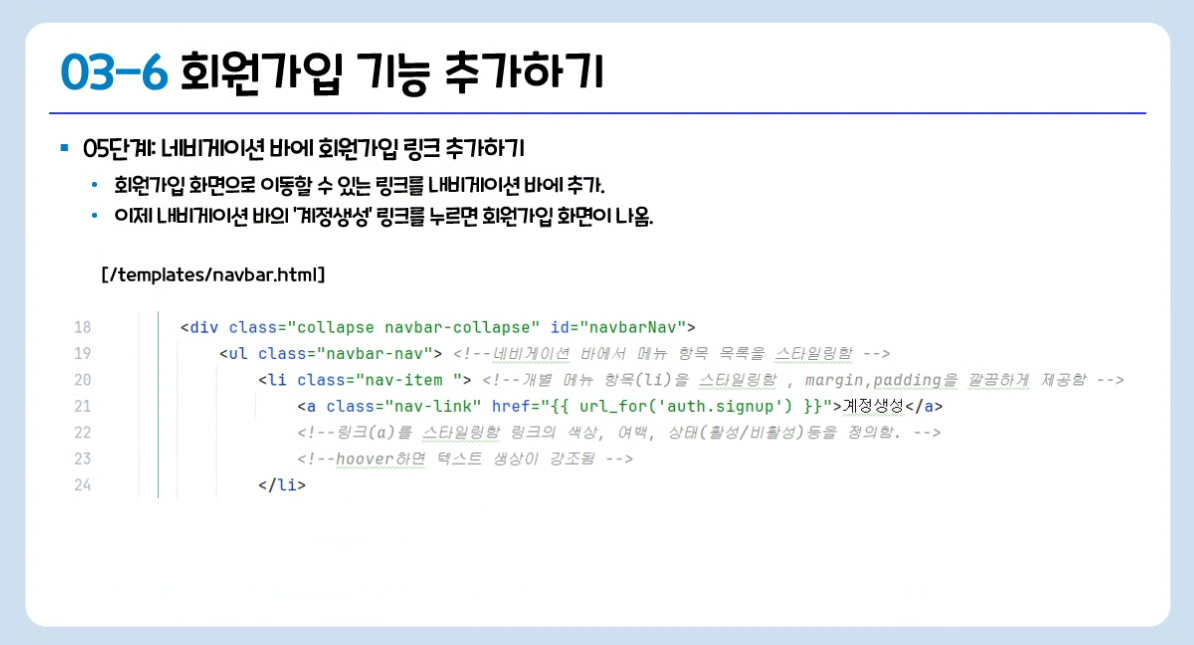 03-6 회원가입 기능 추가하기
05단계: 네비게이션 바에 회원가입 링크 추가하기
회원가입 화면으로 이동할 수 있는 링크를 내비게이션 바에 추가.
이제 내비게이션 바의 '계정생성' 링크를 누르면 회원가입 화면이 나옴.
[/templates/navbar.html]
18 <div class="collapse navbar-collapse" id="navbarNav">
19 <ul class="navbar-nav"> <!--네비게이션 바에서 메뉴 항목 목록을 스타일링함 -->
20 <li class="nav-item "> <!--개별 메뉴 항목(li)을 스타일링함 , margin,padding을 깔끔하게 제공함 -->
21 <a class="nav-link" href="{{ url_for('auth.signup') }}">계정생성</a>
22 <!--링크(a)를 스타일링함 링크의 색상, 여백, 상태(활성/비활성)등을 정의함. -->
23 <!--hoover하면 텍스트 생상이 강조됨 -->
24 </li>